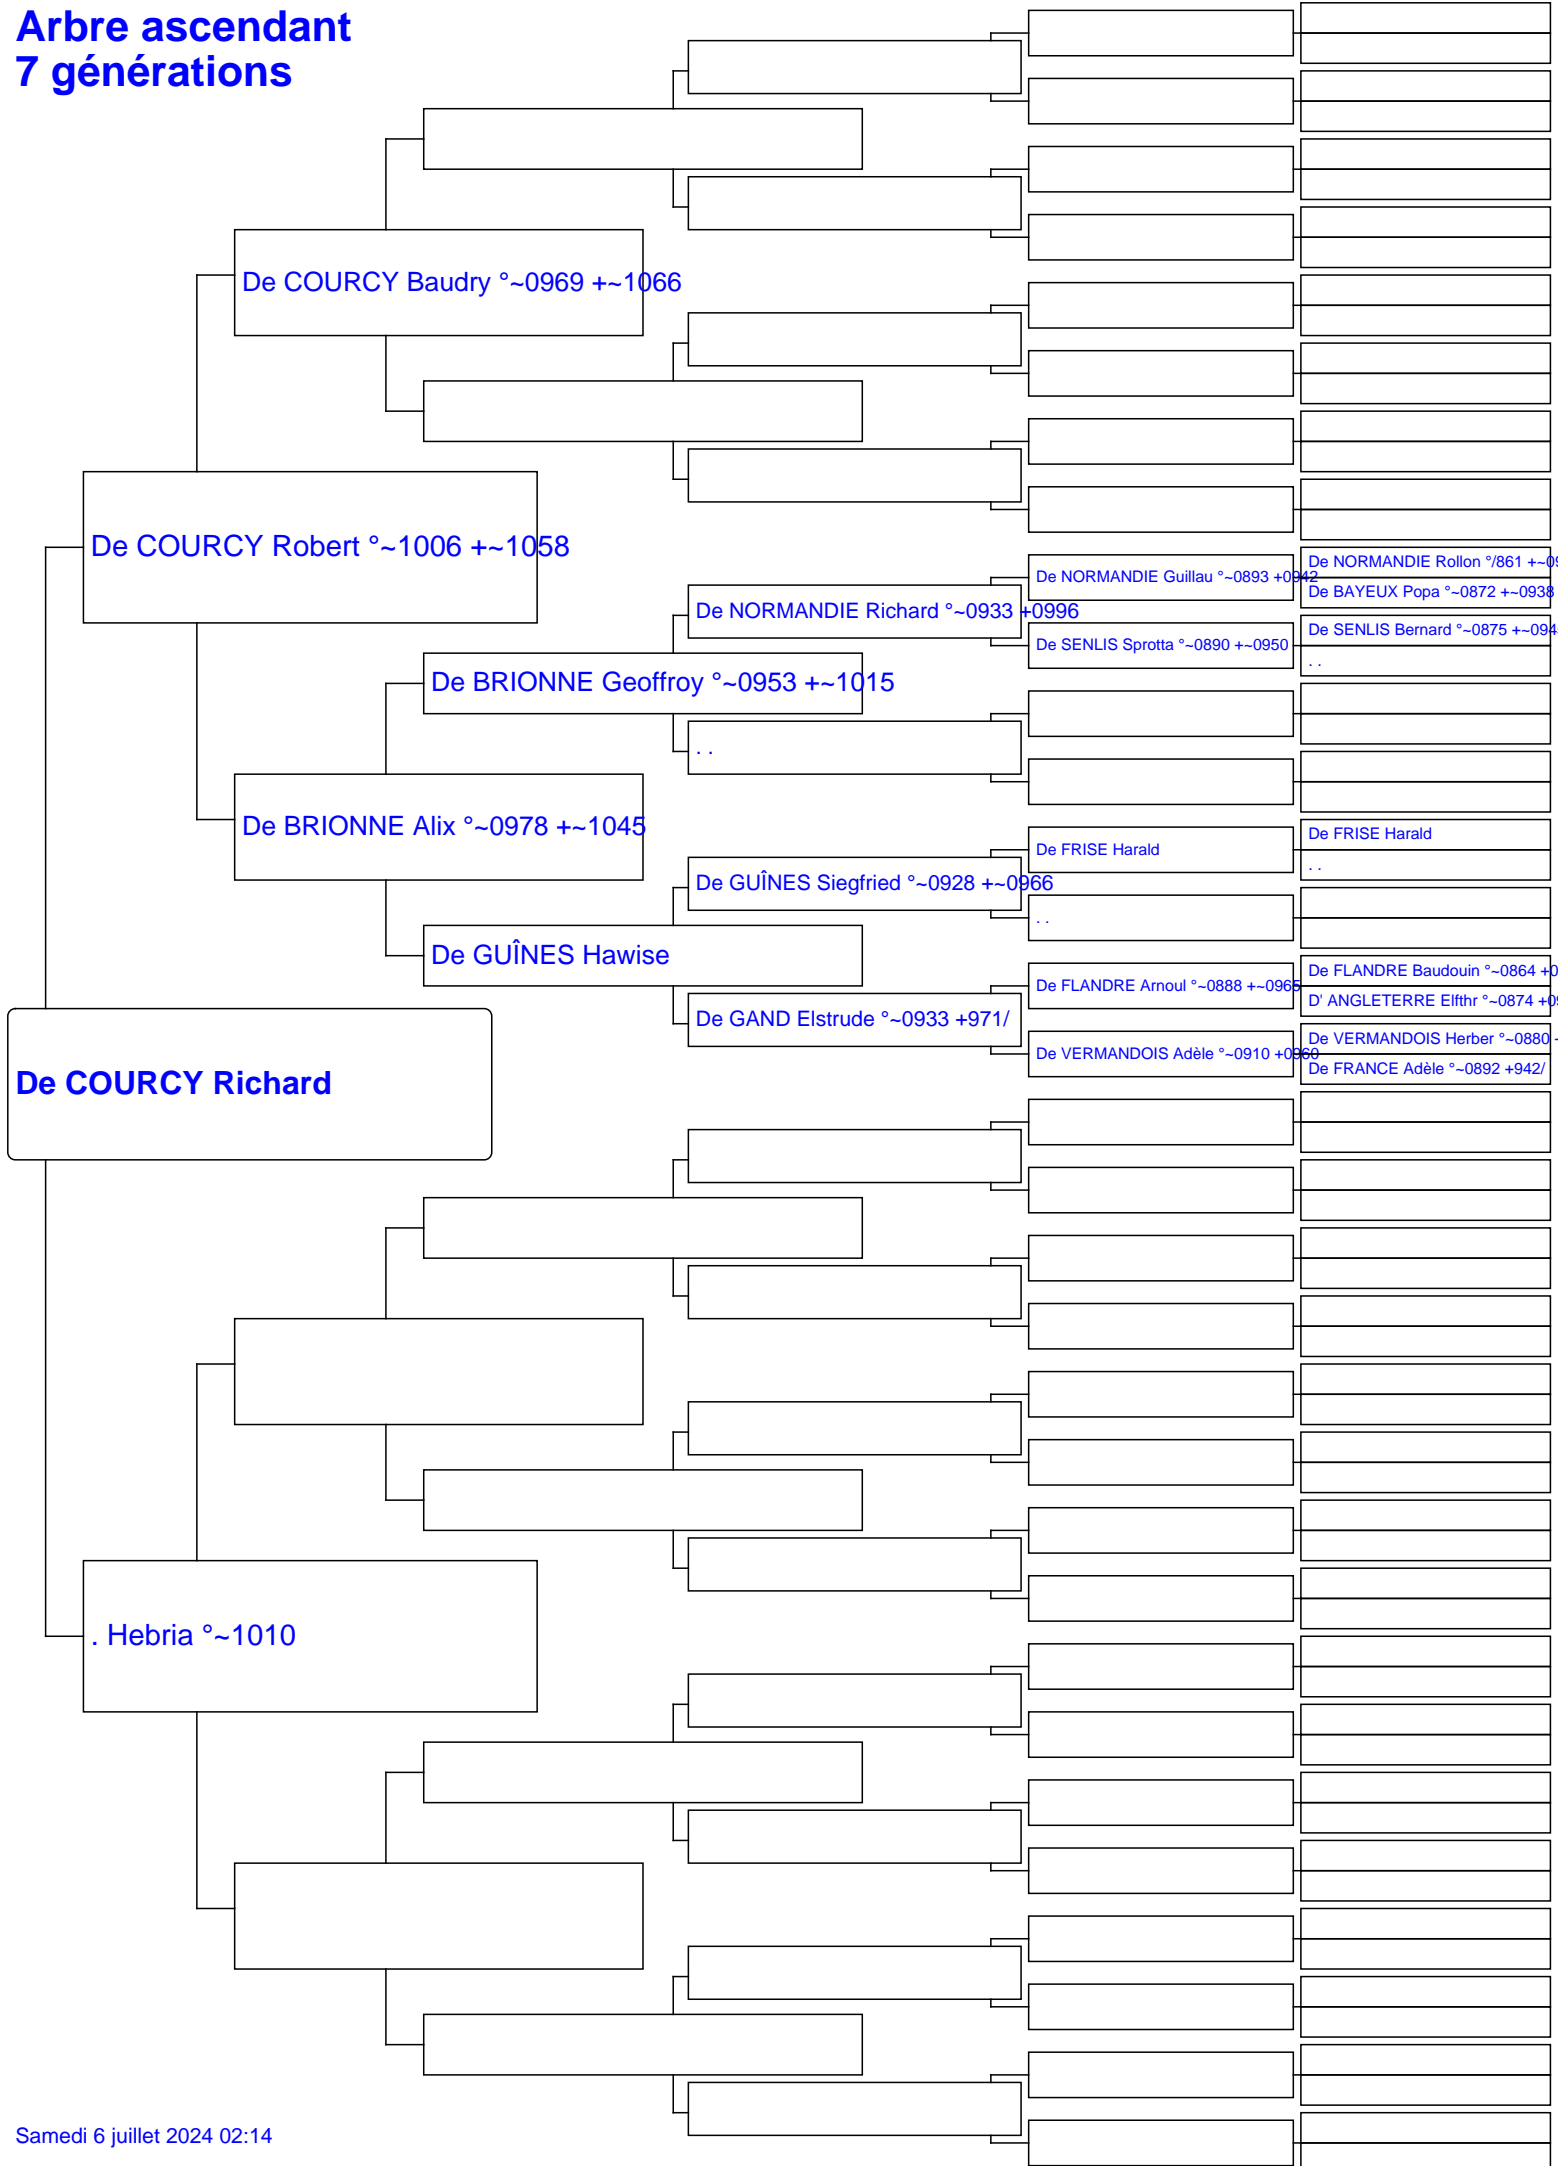 Arbre ascendant
7 générations
De COURCY Baudry °~0969 +~1066
De COURCY Robert °~1006 +~1058
De NORMANDIE Guillau °~0893 +0942
De NORMANDIE Rollon °/861 +~09
De BAYEUX Popa °~0872 +~0938
De NORMANDIE Richard °~0933 +0996
De SENLIS Sprotta °~0890 +~0950
De SENLIS Bernard °~0875 +~094
. .
De BRIONNE Geoffroy °~0953 +~1015
. .
De BRIONNE Alix °~0978 +~1045
De FRISE Harald
De FRISE Harald
. .
De GUÎNES Siegfried °~0928 +~0966
. .
De GUÎNES Hawise
De FLANDRE Arnoul °~0888 +~0965
De FLANDRE Baudouin °~0864 +0
D' ANGLETERRE Elfthr °~0874 +09
De GAND Elstrude °~0933 +971/
De VERMANDOIS Adèle °~0910 +0960
De VERMANDOIS Herber °~0880 +
De FRANCE Adèle °~0892 +942/
De COURCY Richard
. Hebria °~1010
Samedi 6 juillet 2024 02:14